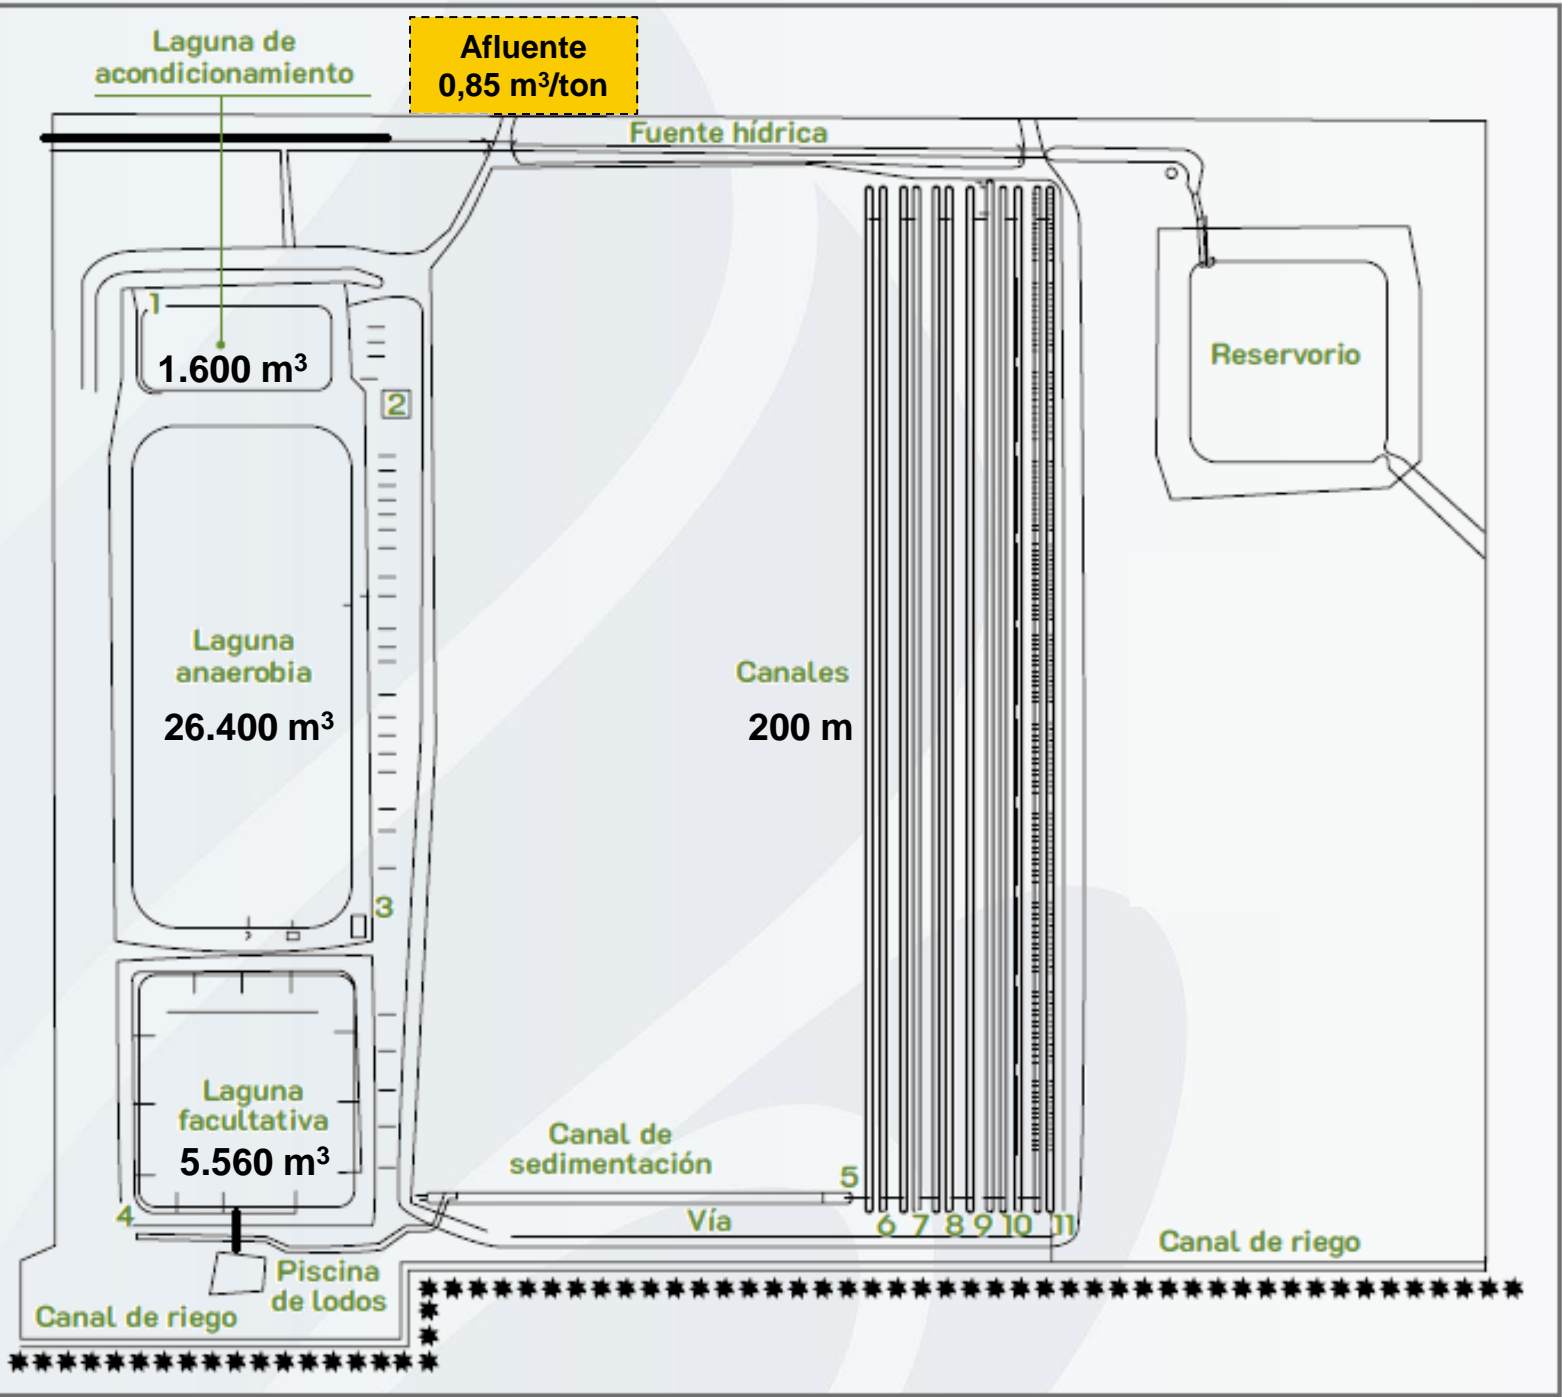 Laguna de
acondicionamiento
Afluente
0,85 m³/ton
Fuente hídrica
1
1.600 m³
2
Reservorio
Laguna
anaerobia
26.400 m³
Canales
200 m
3
Laguna
facultativa
5.560 m³
Canal de
sedimentación
5
4
Vía
6 7 8 9 10 11
Canal de riego
Piscina
de lodos
Canal de riego